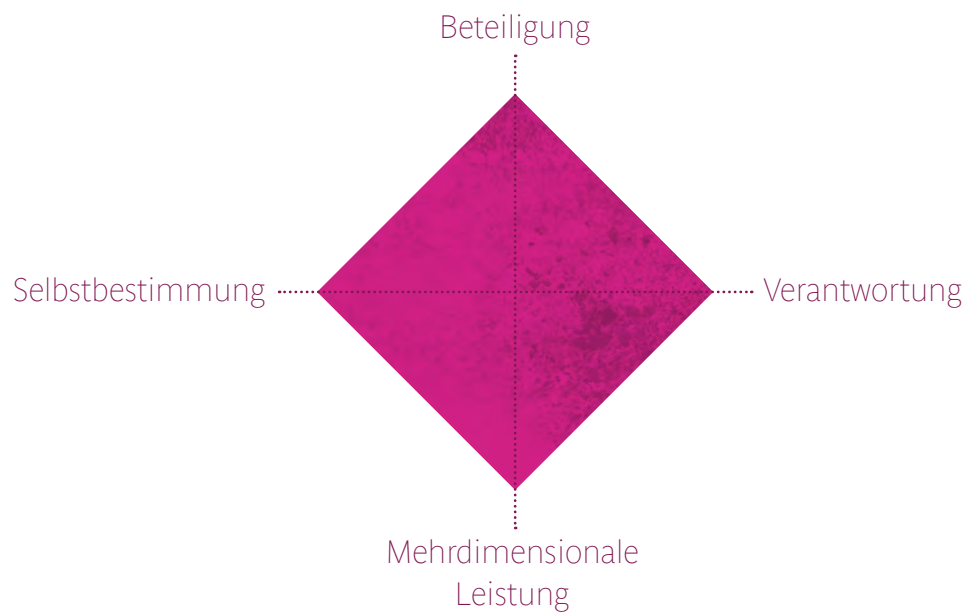 Beteiligung
Selbstbestimmung
Verantwortung
Mehrdimensionale
Leistung